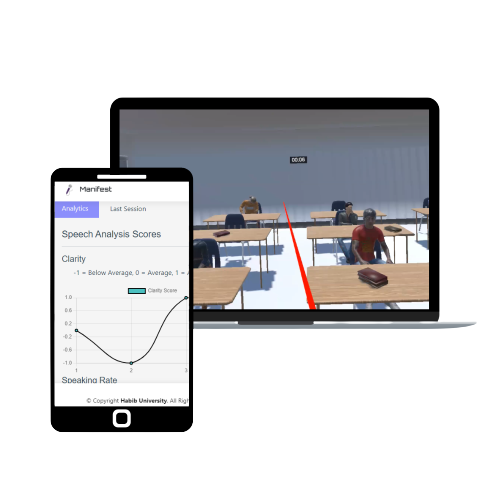 00:06
Manifest
Analytics Last Session
Speech Analysis Scores
Clarity
-1 = Below Average, 0 = Average, 1 =
Clarity Score
1.0
0.6
0.2
-0.2
-0.6
-1.0
1 2 3
Speaking Rate
© Copyright Habib University. All Righ